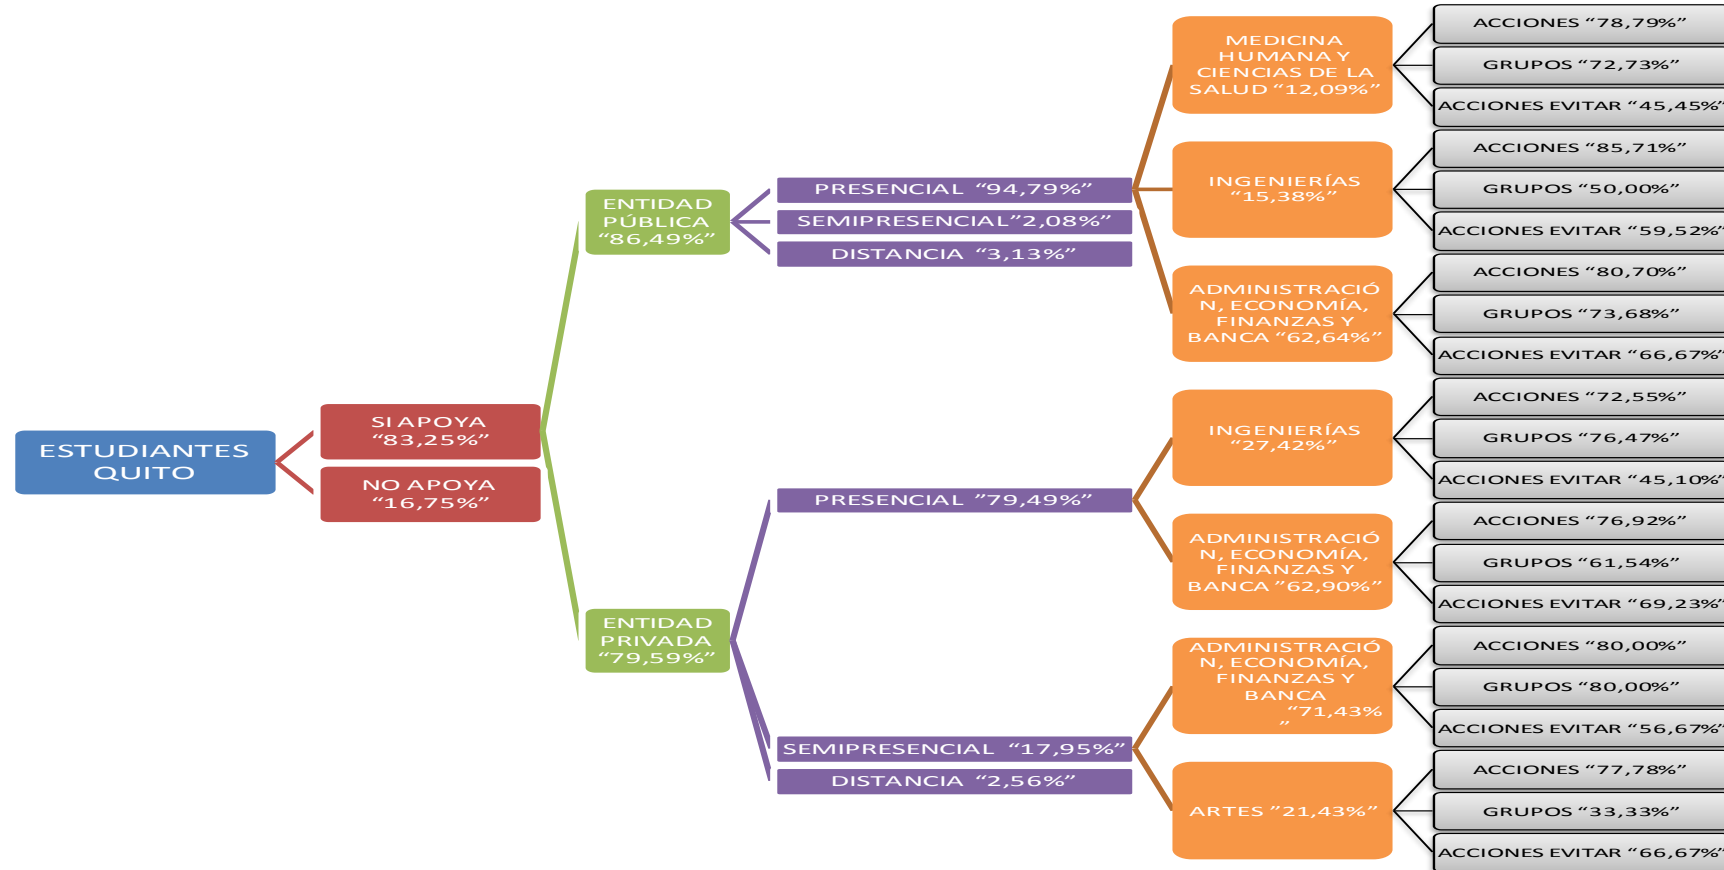 ESTUDIANTES
QUITO
SI APOYA
“83,25%”
NO APOYA
“16,75%”
ENTIDAD
PÚBLICA
“86,49%”
ENTIDAD
PRIVADA
“79,59%”
PRESENCIAL “94,79%”
SEMIPRESENCIAL”2,08%”
DISTANCIA “3,13%”
PRESENCIAL ”79,49%”
SEMIPRESENCIAL “17,95%”
DISTANCIA “2,56%”
MEDICINA
HUMANA Y
CIENCIAS DE LA
SALUD “12,09%”
INGENIERÍAS
“15,38%”
ADMINISTRACIÓ
N, ECONOMÍA,
FINANZAS Y
BANCA “62,64%”
INGENIERÍAS
“27,42%”
ADMINISTRACIÓ
N, ECONOMÍA,
FINANZAS Y
BANCA ”62,90%”
ADMINISTRACIÓ
N, ECONOMÍA,
FINANZAS Y
BANCA
“71,43%
”
ARTES ”21,43%”
ACCIONES “78,79%”
GRUPOS “72,73%”
ACCIONES EVITAR “45,45%”
ACCIONES “85,71%”
GRUPOS “50,00%”
ACCIONES EVITAR “59,52%”
ACCIONES “80,70%”
GRUPOS “73,68%”
ACCIONES EVITAR “66,67%”
ACCIONES “72,55%”
GRUPOS “76,47%”
ACCIONES EVITAR “45,10%”
ACCIONES “76,92%”
GRUPOS “61,54%”
ACCIONES EVITAR “69,23%”
ACCIONES “80,00%”
GRUPOS “80,00%”
ACCIONES EVITAR “56,67%”
ACCIONES “77,78%”
GRUPOS “33,33%”
ACCIONES EVITAR “66,67%”